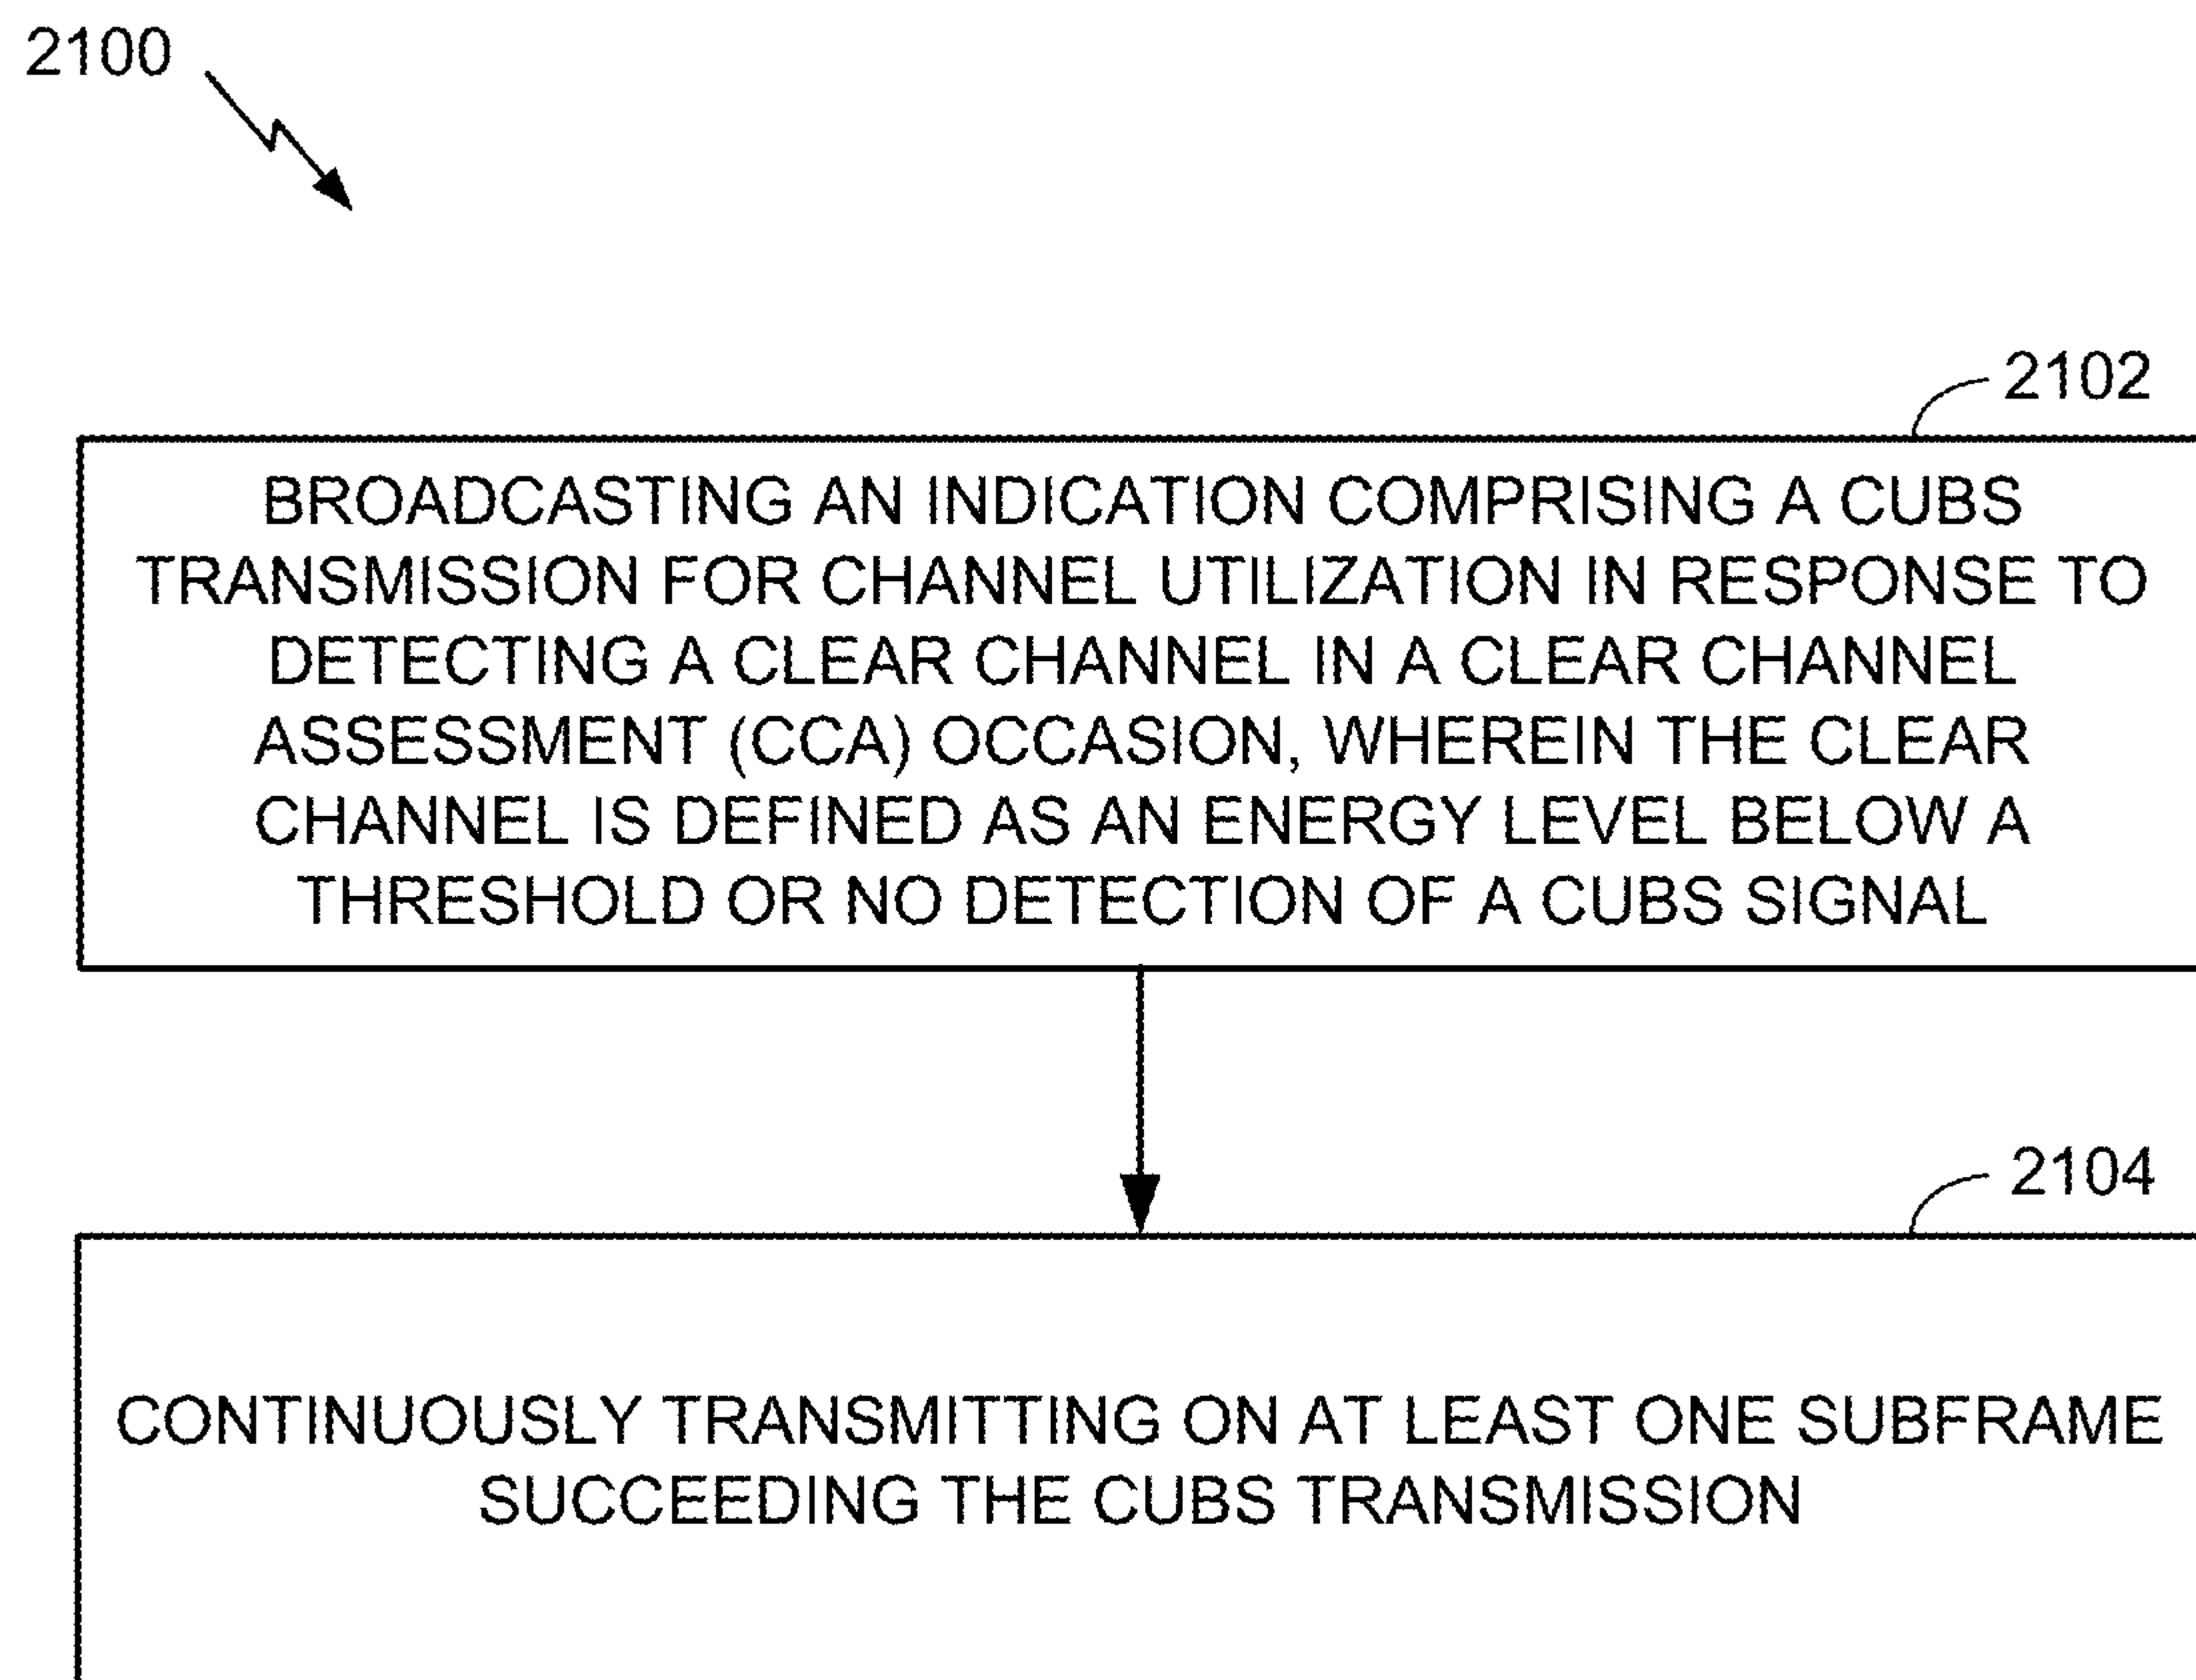 2100
2102
BROADCASTING AN INDICATION COMPRISING A CUBS
TRANSMISSION FOR CHANNEL UTILIZATION IN RESPONSE TO
DETECTING A CLEAR CHANNEL IN A CLEAR CHANNEL
ASSESSMENT (CCA) OCCASION, WHEREIN THE CLEAR
CHANNEL IS DEFINED AS AN ENERGY LEVEL BELOW A
THRESHOLD OR NO DETECTION OF A CUBS SIGNAL
2104
CONTINUOUSLY TRANSMITTING ON AT LEAST ONE SUBFRAME
SUCCEEDING THE CUBS TRANSMISSION